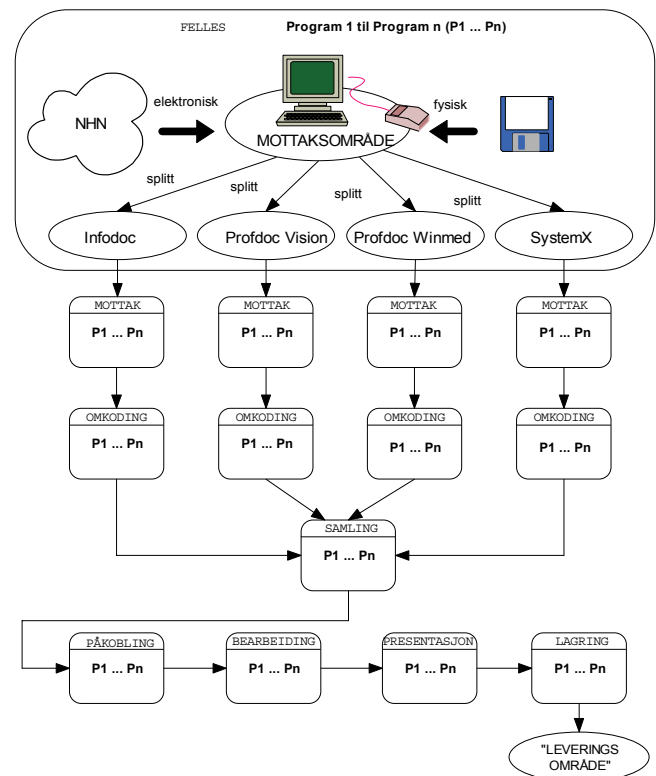 FELLES Program 1 til Program n (P1 ... Pn)
elektronisk
fysisk
NHN
MOTTAKSOMRÅDE
splitt
splitt
splitt
splitt
Infodoc
Profdoc Vision
Profdoc Winmed
SystemX
MOTTAK
P1 ... Pn
MOTTAK
P1 ... Pn
MOTTAK
P1 ... Pn
MOTTAK
P1 ... Pn
OMKODING
P1 ... Pn
OMKODING
P1 ... Pn
OMKODING
P1 ... Pn
OMKODING
P1 ... Pn
SAMLING
P1 ... Pn
PÅKOBLING
P1 ... Pn
BEARBEIDING
P1 ... Pn
PRESENTASJON
P1 ... Pn
LAGRING
P1 ... Pn
"LEVERINGS
OMRÅDE"